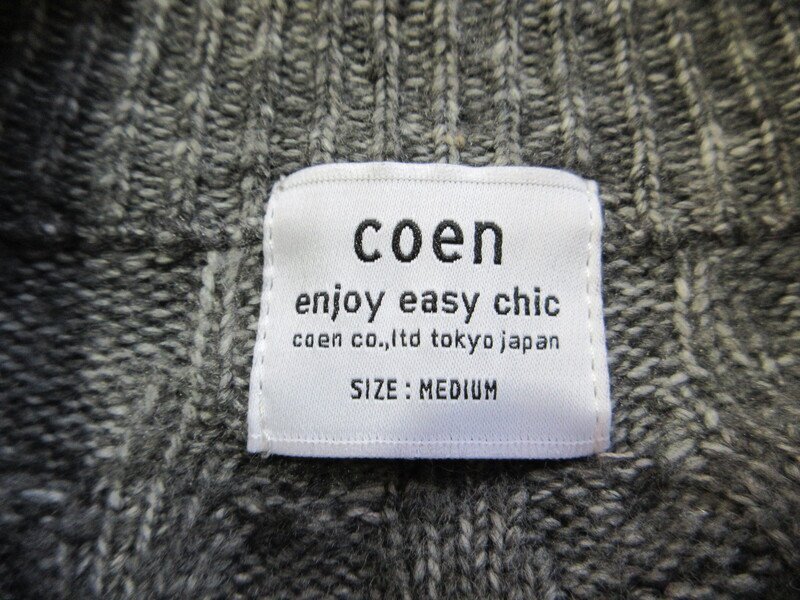 coen
enjoy easy chic
coen co.,ltd tokyo japan
SIZE : MEDIUM